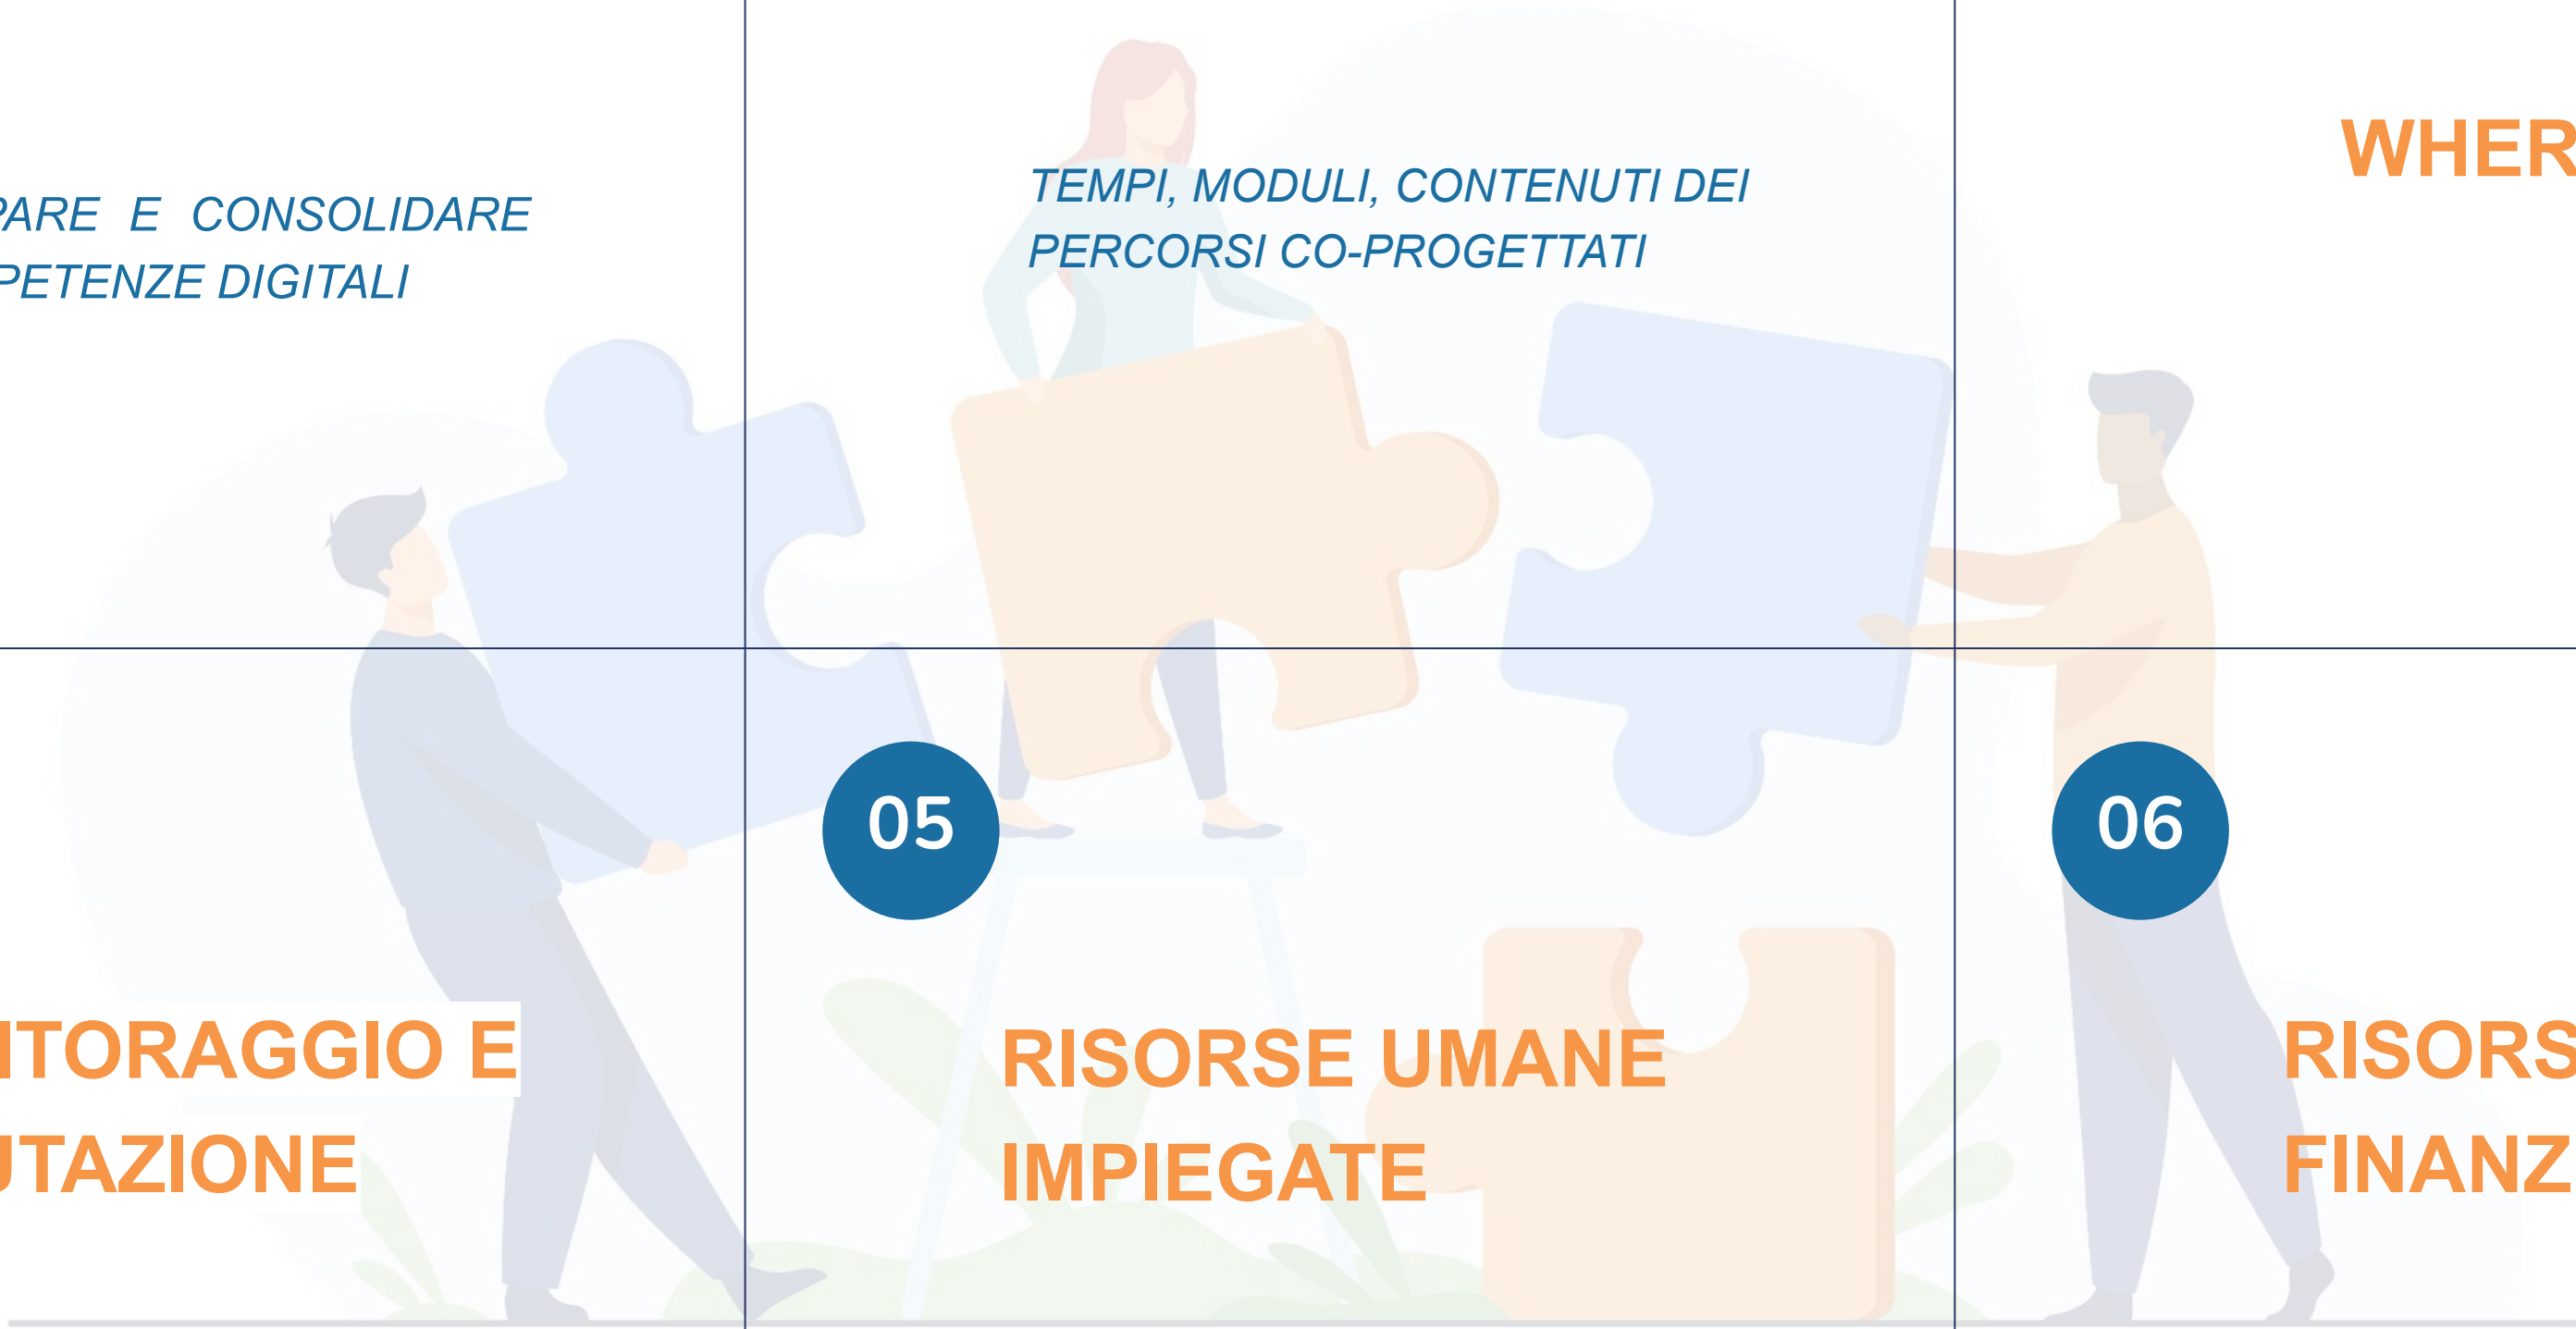 WHER
TEMPI, MODULI, CONTENUTI DEI
PERCORSI CO-PROGETTATI
PARE E CONSOLIDARE
PETENZE DIGITALI
05
06
ITORAGGIO E
UTAZIONE
RISORSE UMANE
IMPIEGATE
RISORS
FINANZ